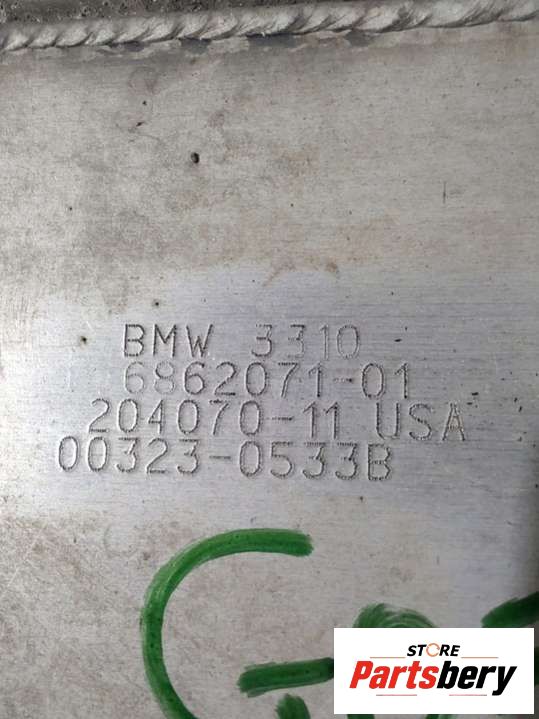 BMW 3310
6862071-01
204070-11 USA
00323-0533B
STORE
Partsbery